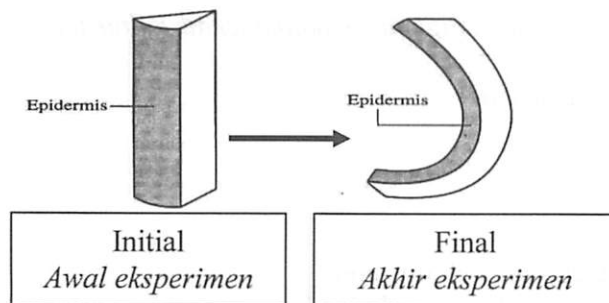 Epidermis
Epidermis
Initial
Awal eksperimen
Final
Akhir eksperimen